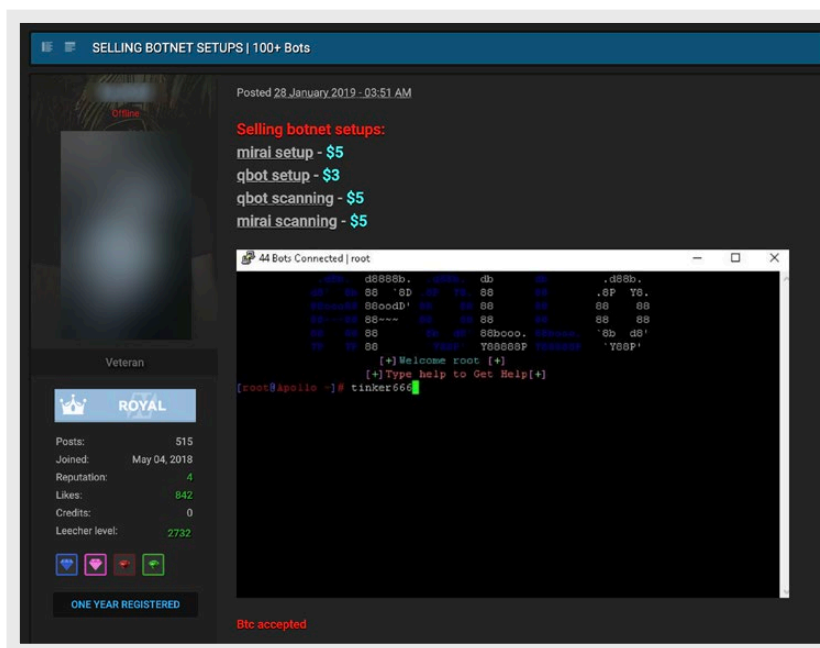 SELLING BOTNET SETUPS | 100+ Bots
Offline
Posted 28 January 2019 - 03:51 AM
Selling botnet setups:
mirai setup - $5
qbot setup - $3
qbot scanning - $5
mirai scanning - $5
44 Bots Connected | root
[+]Welcome root [+]
[+]Type help to Get Help[+]
[root@Apollo ~]# tinker666
Veteran
ROYAL
Posts: 515
Joined: May 04, 2018
Reputation: 4
Likes: 842
Credits: 0
Leecher level: 2732
ONE YEAR REGISTERED
Btc accepted